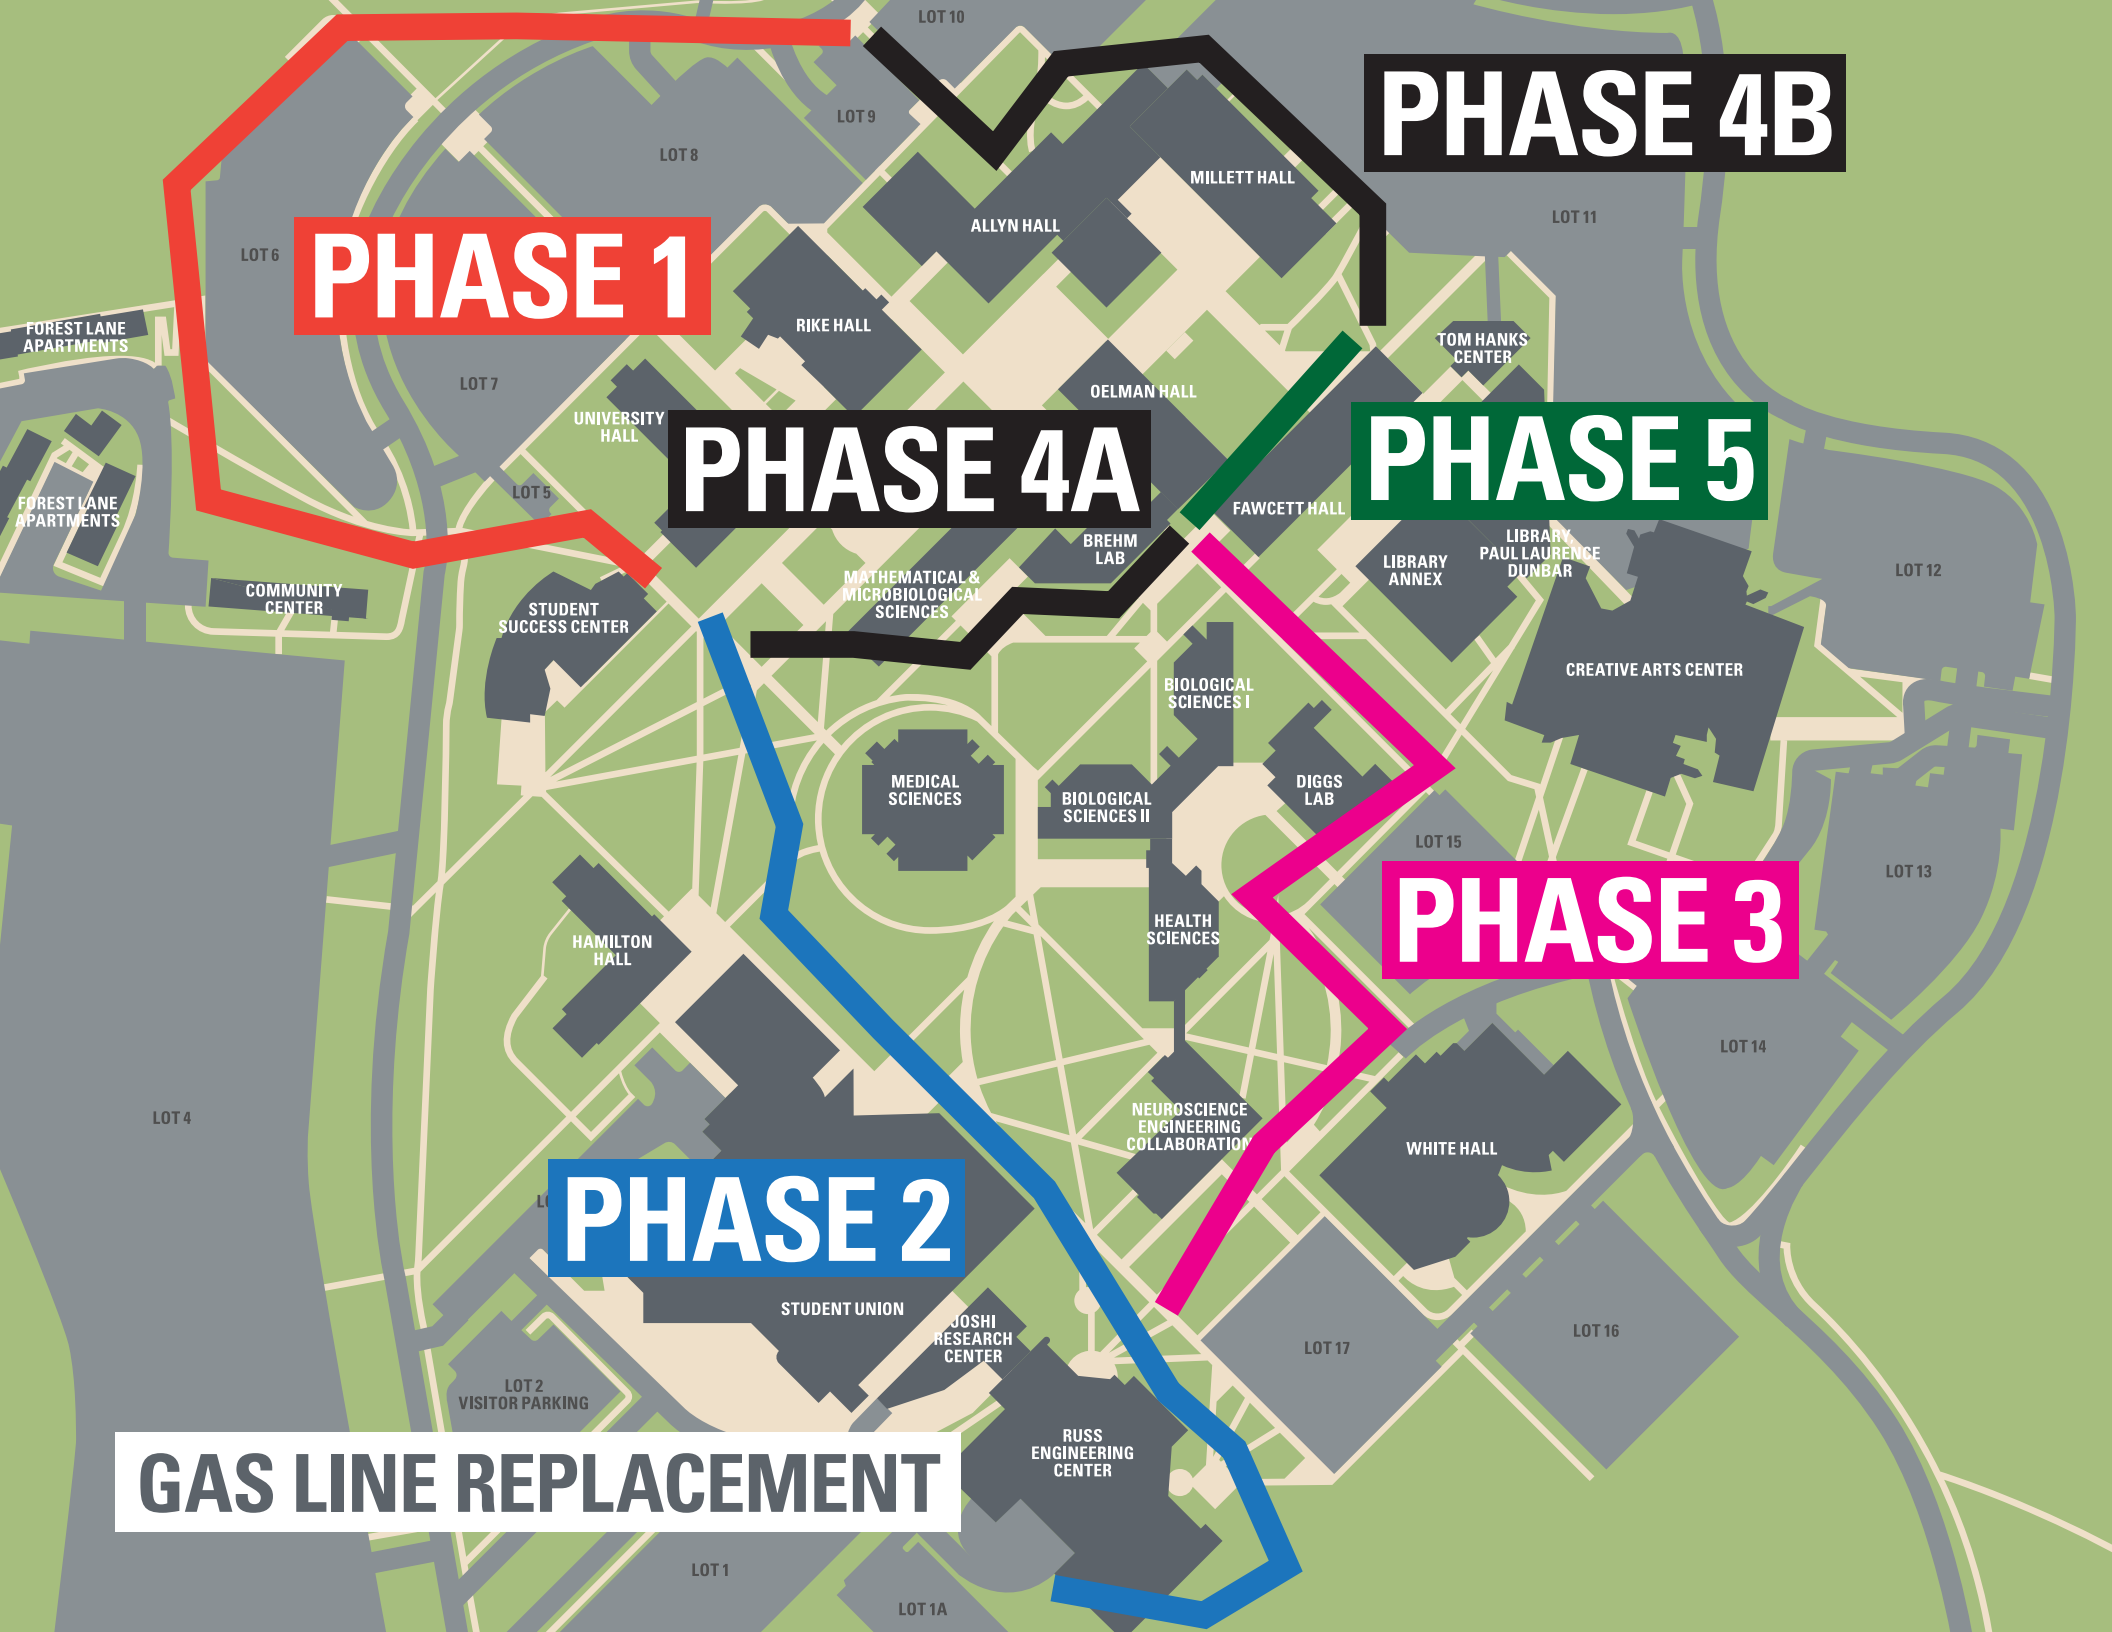 LOT 10
PHASE 4B
LOT 9
LOT 8
MILLETT HALL
LOT 11
ALLYN HALL
LOT 6
PHASE 1
RIKE HALL
FOREST LANE
APARTMENTS
TOM HANKS
CENTER
LOT 7
OELMAN HALL
UNIVERSITY
HALL
PHASE 4A
PHASE 5
LOT 5
FOREST LANE
APARTMENTS
FAWCETT HALL
BREHM
LAB
LIBRARY,
PAUL LAURENCE
DUNBAR
LIBRARY
ANNEX
LOT 12
MATHEMATICAL &
MICROBIOLOGICAL
SCIENCES
COMMUNITY
CENTER
STUDENT
SUCCESS CENTER
CREATIVE ARTS CENTER
BIOLOGICAL
SCIENCES I
MEDICAL
SCIENCES
BIOLOGICAL
SCIENCES II
DIGGS
LAB
LOT 15
LOT 13
PHASE 3
HEALTH
SCIENCES
HAMILTON
HALL
LOT 14
LOT 4
NEUROSCIENCE
ENGINEERING
COLLABORATION
WHITE HALL
PHASE 2
STUDENT UNION
JOSHI
RESEARCH
CENTER
LOT 17
LOT 16
LOT 2
VISITOR PARKING
RUSS
ENGINEERING
CENTER
GAS LINE REPLACEMENT
LOT 1
LOT 1A